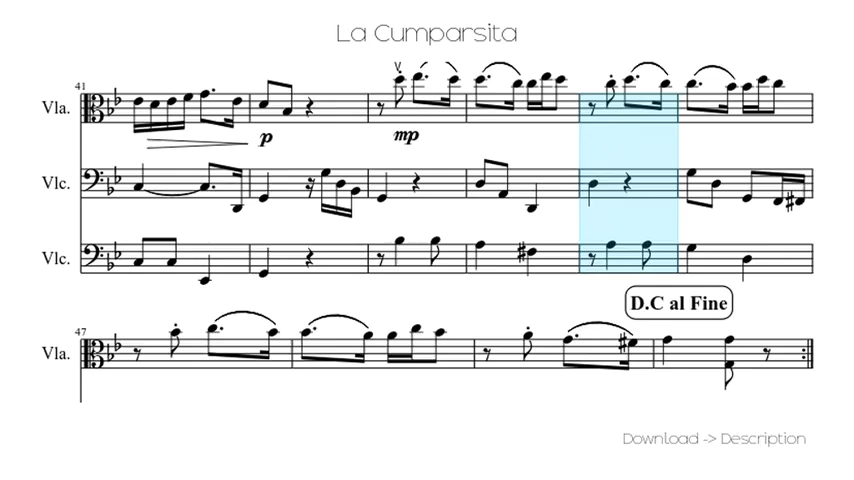 La Cumparsita
41
Vla.
p
mp
Vlc.
Vlc.
D.C al Fine
47
Vla.
Download -> Description